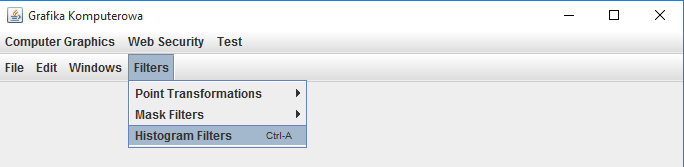 Grafika Komputerowa
Computer Graphics Web Security Test
File Edit Windows Filters
Point Transformations
Mask Filters
Histogram Filters Ctrl-A